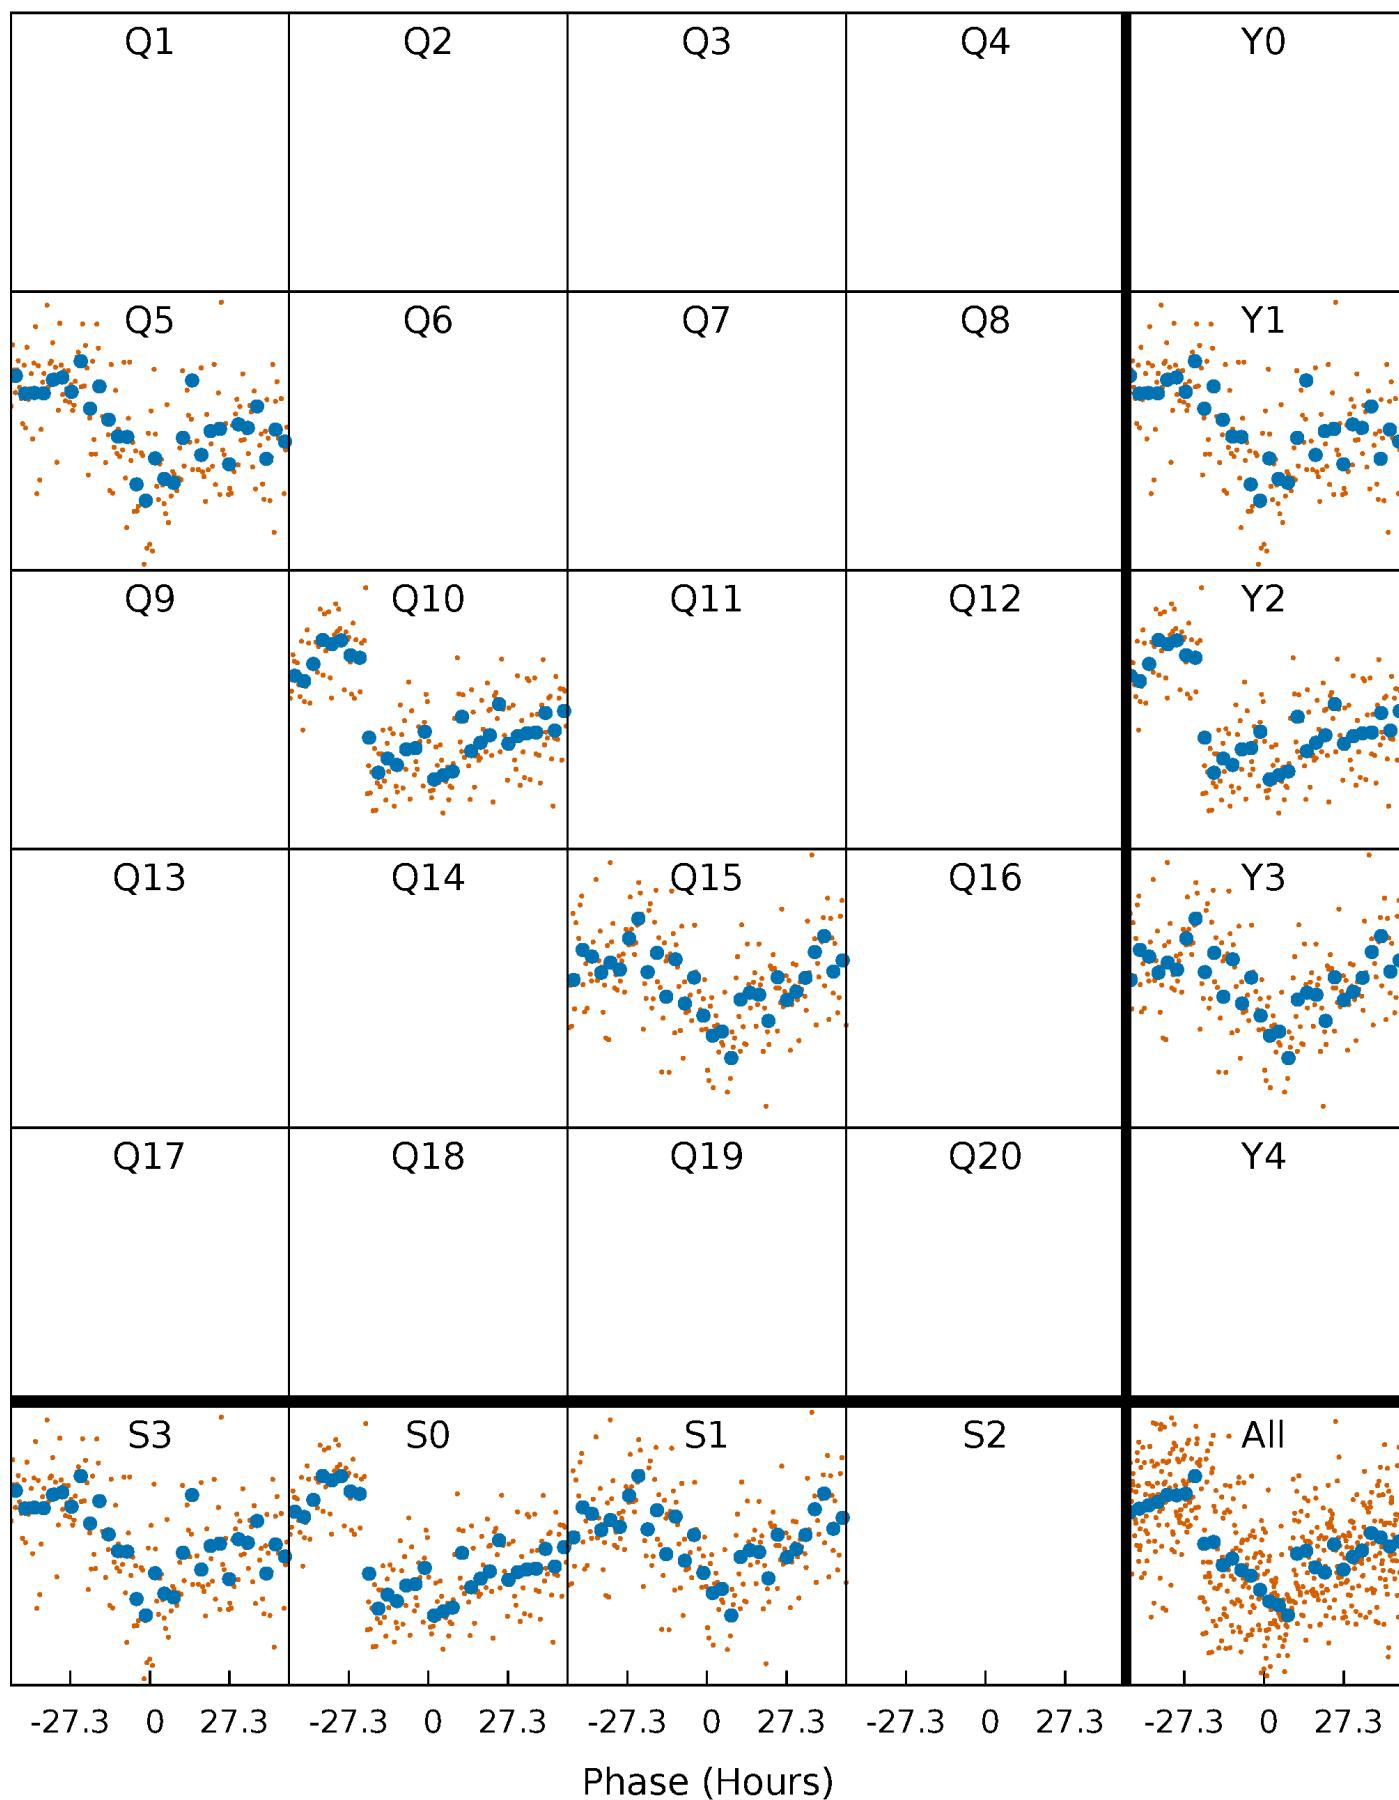 Q1 Q2 Q3 Q4 Y0
Q5 Q6 Q7 Q8 Y1
Q9 Q10 Q11 Q12 Y2
Q13 Q14 Q15 Q16 Y3
Q17 Q18 Q19 Q20 Y4
S3 S0 S1 S2 All
-27.3 0 27.3 -27.3 0 27.3 -27.3 0 27.3 -27.3 0 27.3 -27.3 0 27.3
Phase (Hours)